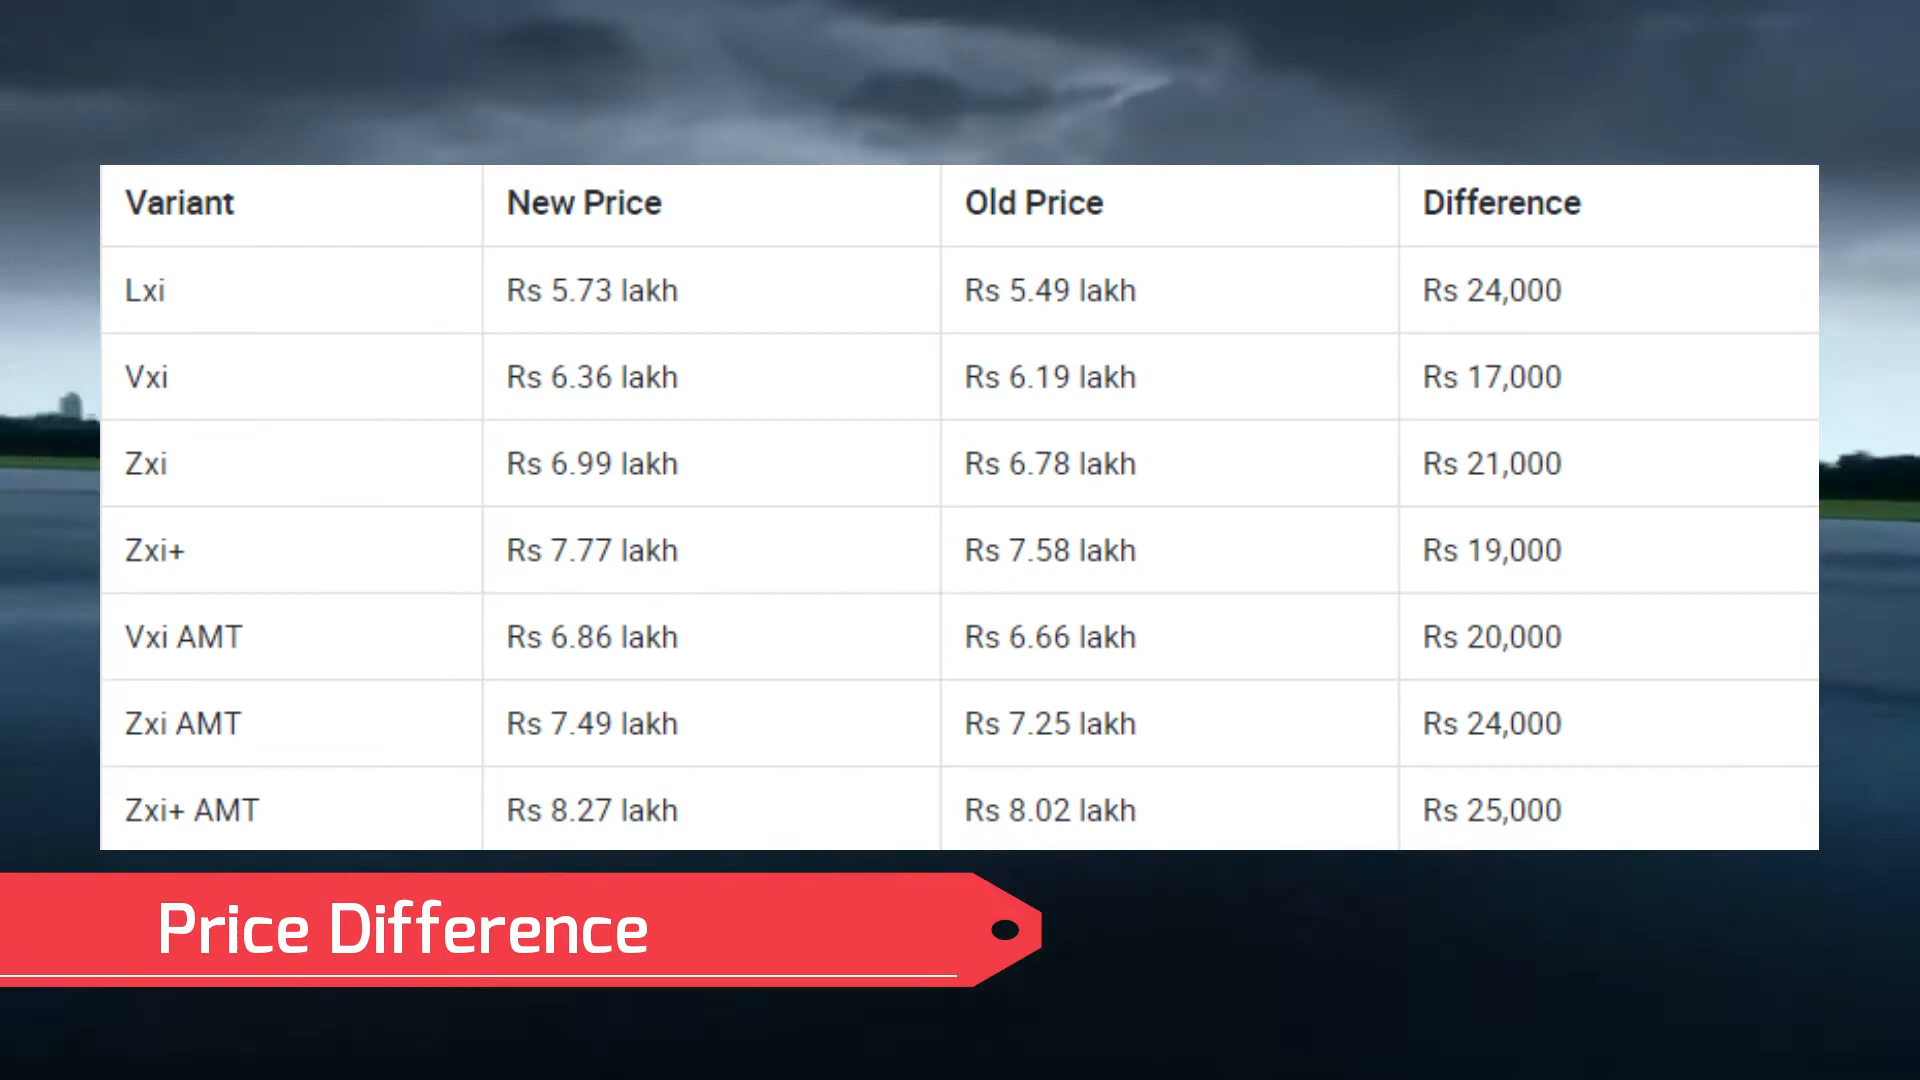 Variant New Price Old Price Difference
Lxi Rs 5.73 lakh Rs 5.49 lakh Rs 24,000
Vxi Rs 6.36 lakh Rs 6.19 lakh Rs 17,000
Zxi Rs 6.99 lakh Rs 6.78 lakh Rs 21,000
Zxi+ Rs 7.77 lakh Rs 7.58 lakh Rs 19,000
Vxi AMT Rs 6.86 lakh Rs 6.66 lakh Rs 20,000
Zxi AMT Rs 7.49 lakh Rs 7.25 lakh Rs 24,000
Zxi+ AMT Rs 8.27 lakh Rs 8.02 lakh Rs 25,000
Price Difference